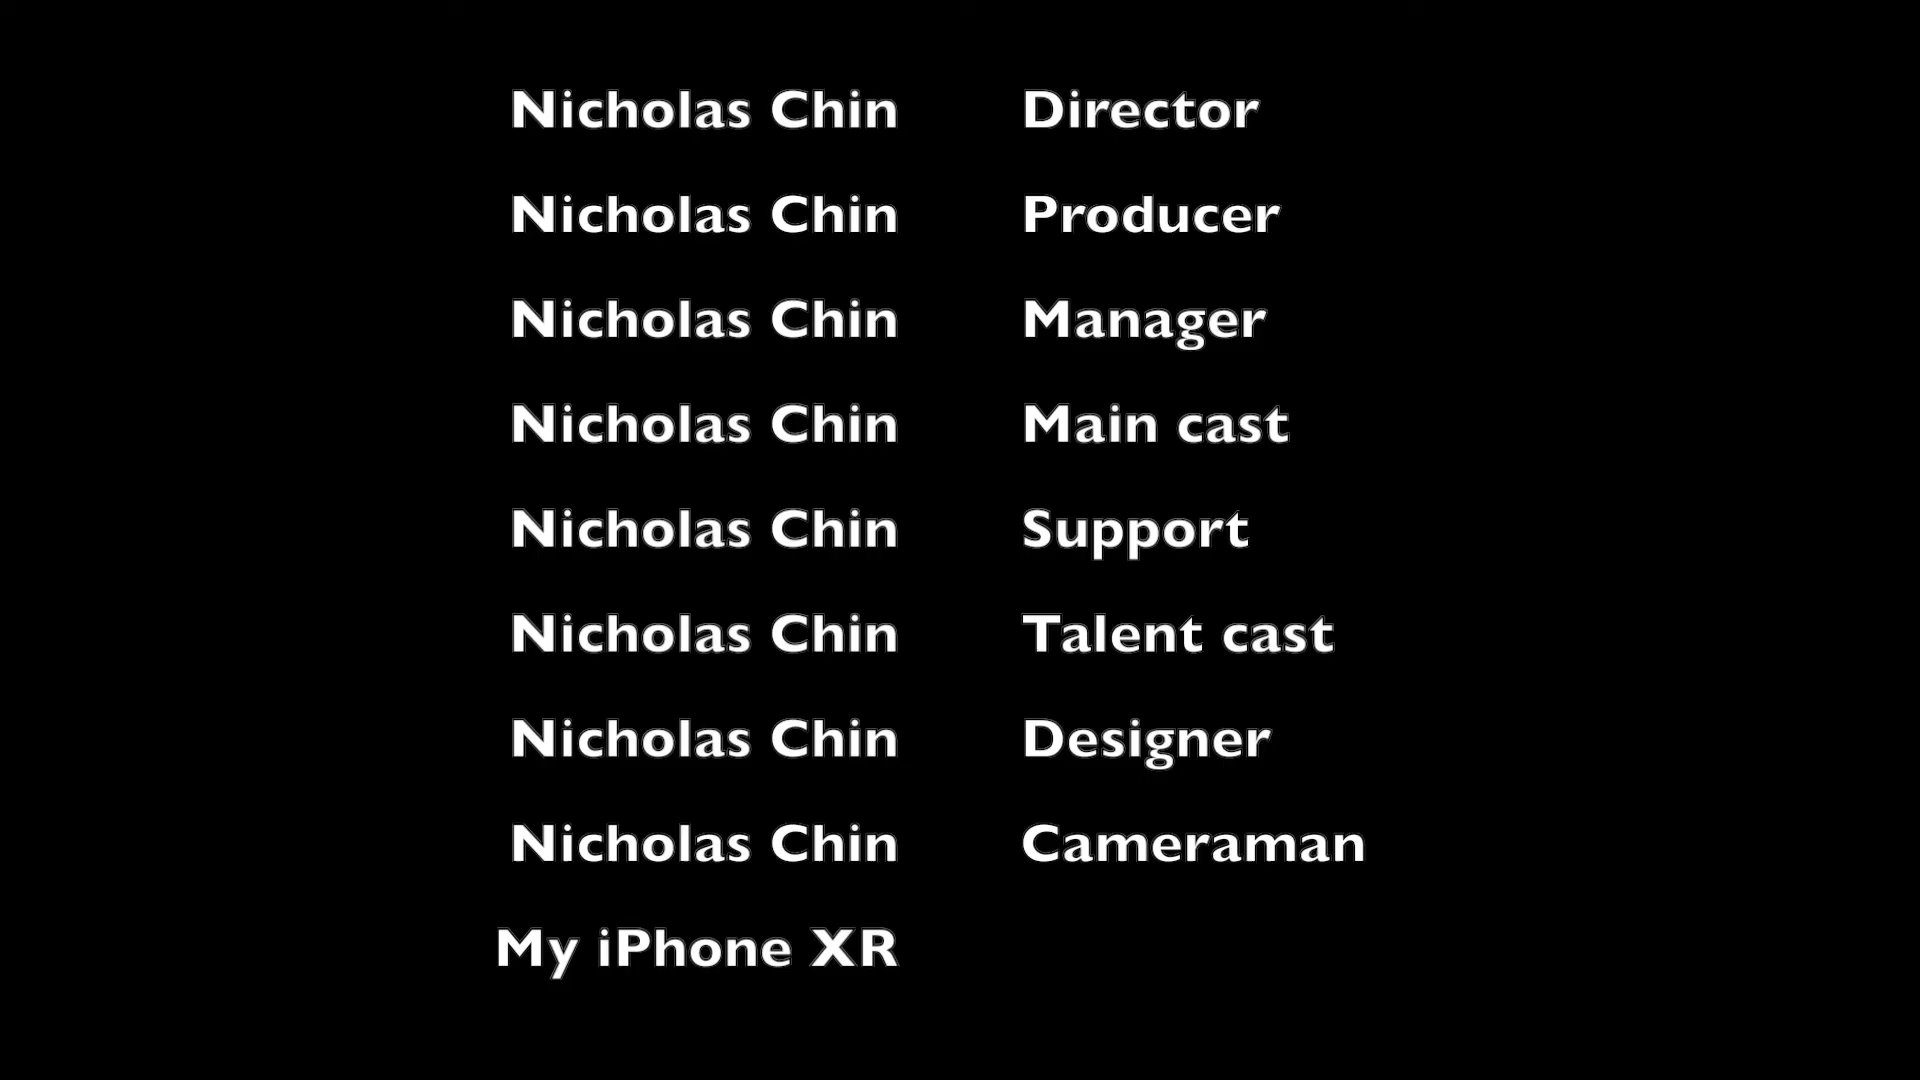 Nicholas Chin Director
Nicholas Chin Producer
Nicholas Chin Manager
Nicholas Chin Main cast
Nicholas Chin Support
Nicholas Chin Talent cast
Nicholas Chin Designer
Nicholas Chin Cameraman
My iPhone XR